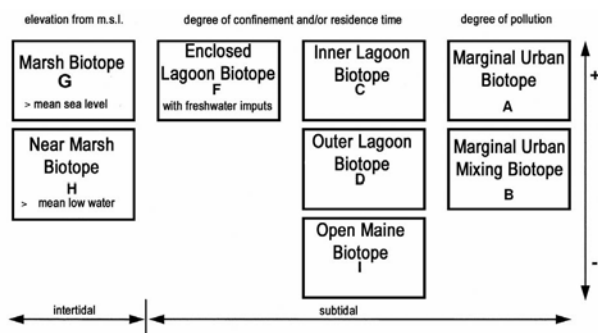 elevation from m.s.l.
degree of confinement and/or residence time
degree of pollution
Marsh Biotope
G
> mean sea level
Enclosed
Lagoon Biotope
F
with freshwater imputs
Inner Lagoon
Biotope
C
Marginal Urban
Biotope
A
+
Near Marsh
Biotope
H
> mean low water
Outer Lagoon
Biotope
D
Marginal Urban
Mixing Biotope
B
Open Maine
Biotope
I
-
intertidal
subtidal